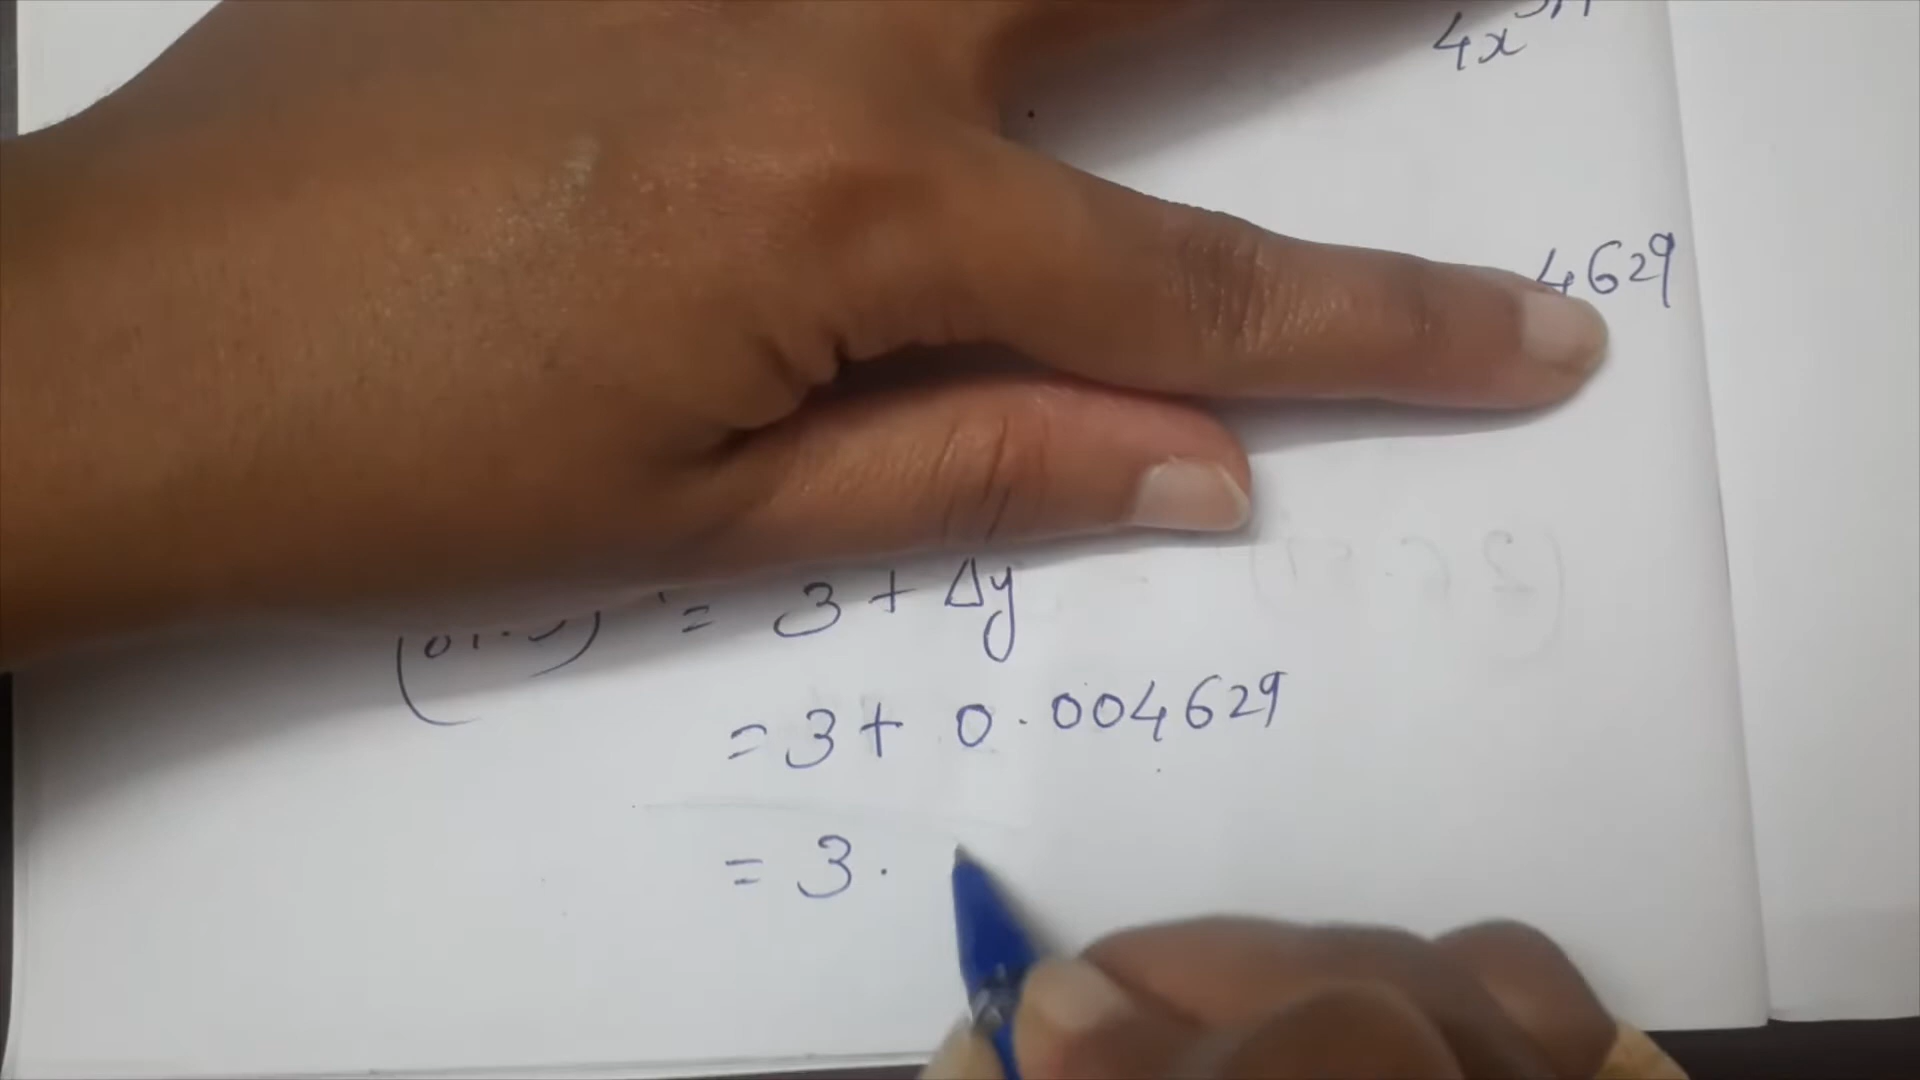 4x
4629
= 3 + Δy
= 3 + 0.004629
= 3.